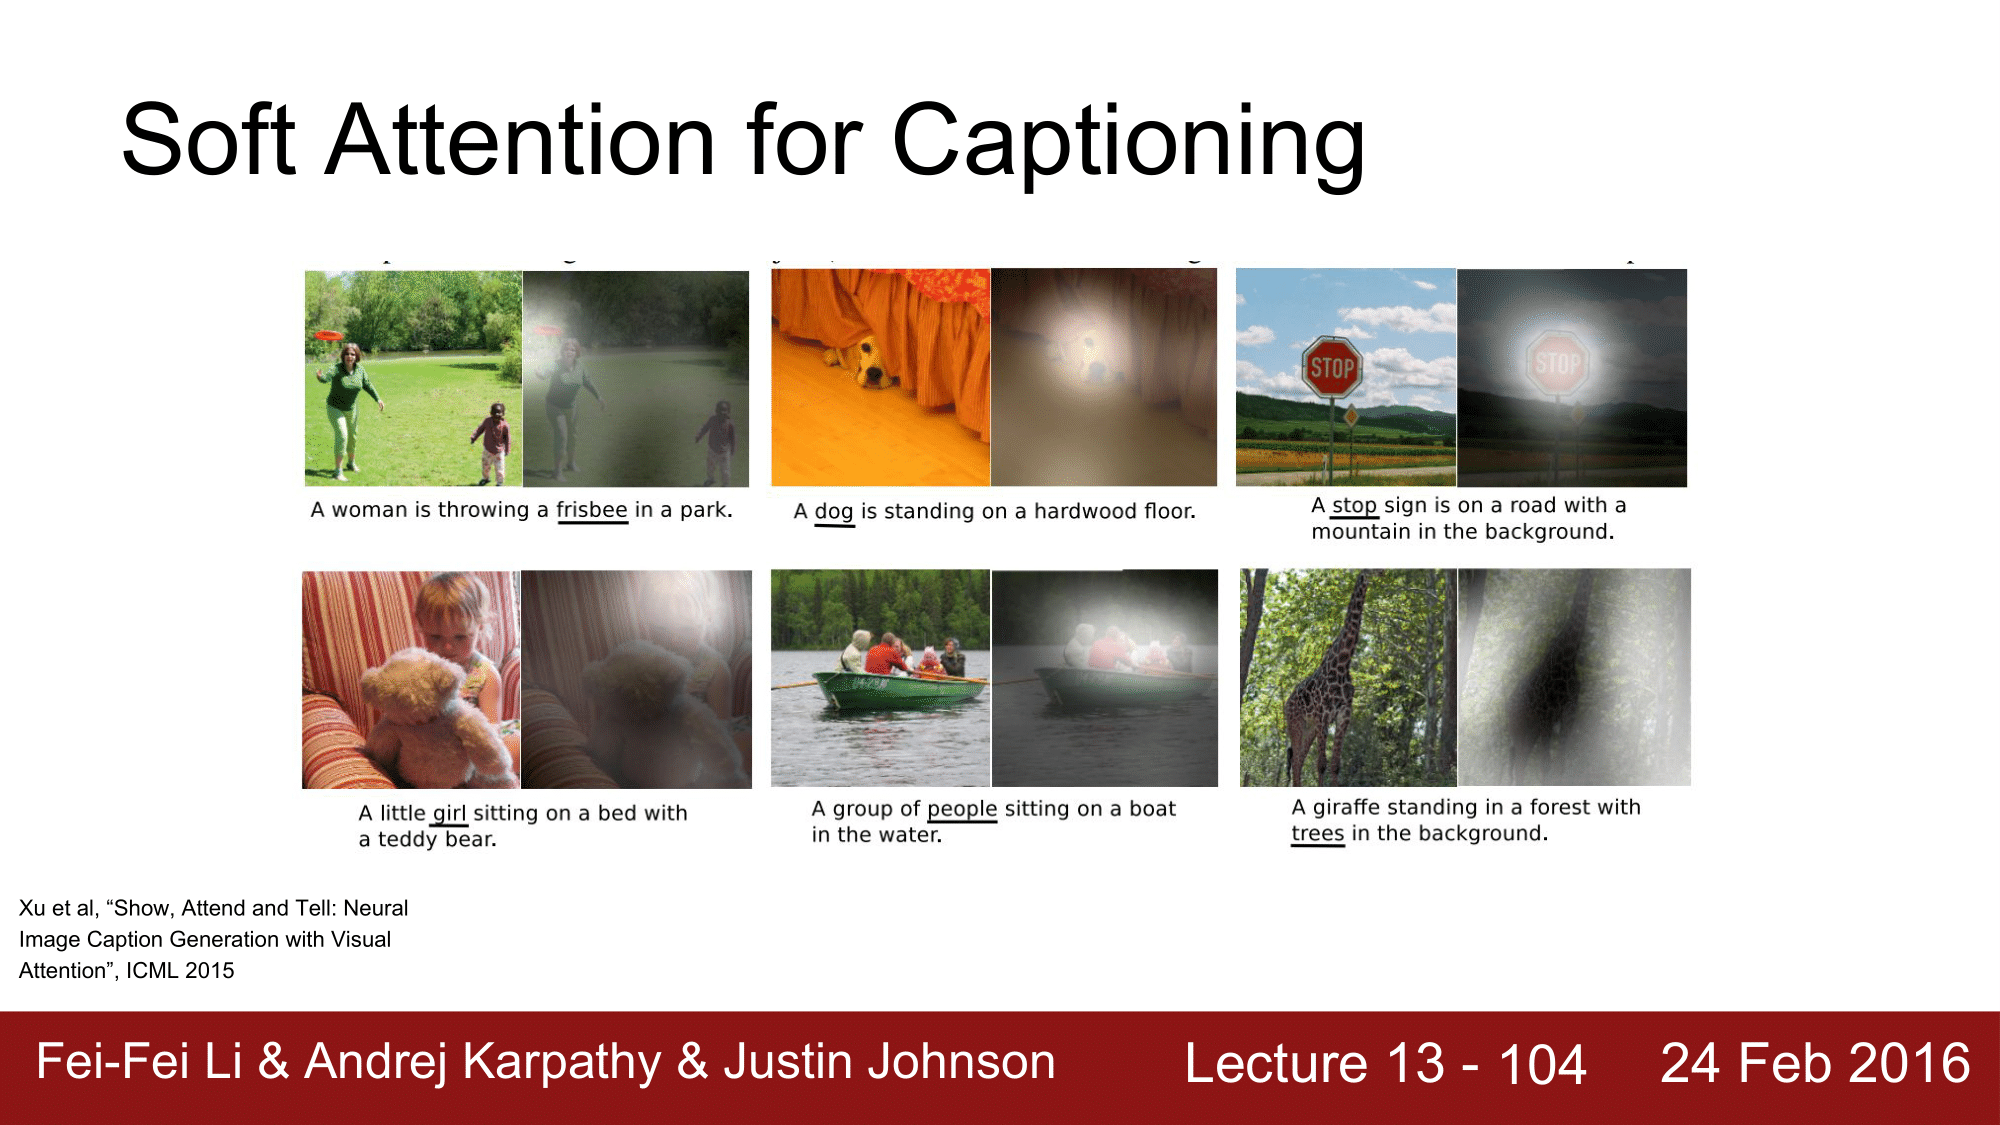 Soft Attention for Captioning
STOP
STOP
A woman is throwing a frisbee in a park.
A dog is standing on a hardwood floor.
A stop sign is on a road with a
mountain in the background.
A little girl sitting on a bed with
a teddy bear.
A group of people sitting on a boat
in the water.
A giraffe standing in a forest with
trees in the background.
Xu et al, “Show, Attend and Tell: Neural
Image Caption Generation with Visual
Attention”, ICML 2015
Fei-Fei Li & Andrej Karpathy & Justin Johnson
Lecture 13 - 104
24 Feb 2016